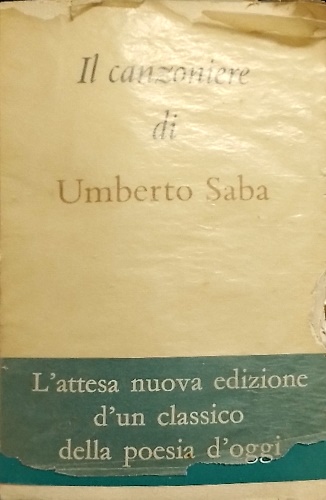 Il canzoniere
di
Umberto Saba
L'attesa nuova edizione
d'un classico
della poesia d'oggi